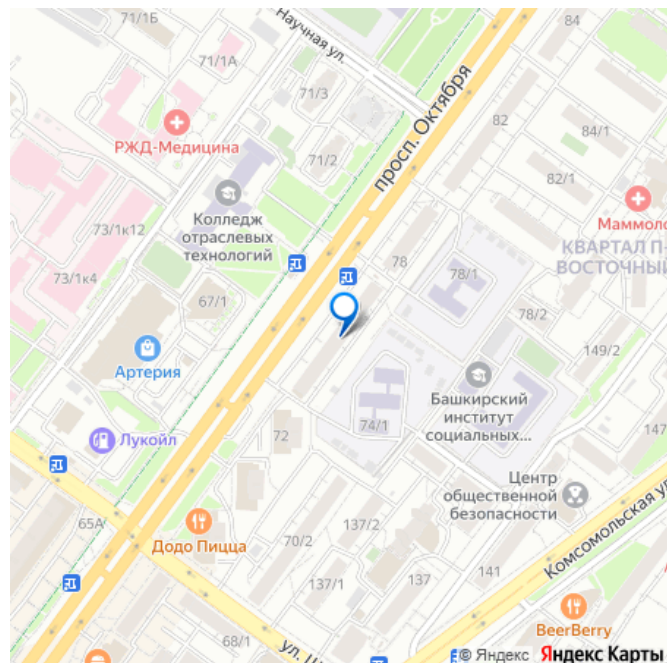 71/1Б
84
Научная ул.
71/1А
71/3
просп. Октября
82
РЖД-Медицина
84/1
71/2
82/1
Колледж
отраслевых
технологий
73/1к12
Маммоло
КВАРТАЛ П-
ВОСТОЧНЫЙ
78
78/1
73/1к4
67/1
78/2
149/2
Артерия
Башкирский
институт
социальных...
74/1
72
Лукойл
Центр
общественной
безопасности
65А
137/2
Додо Пицца
70/2
Комсомольская ул
137/1
137
141
BeerBerry
68/1
ул. Ш
© Яндекс Яндекс Карты